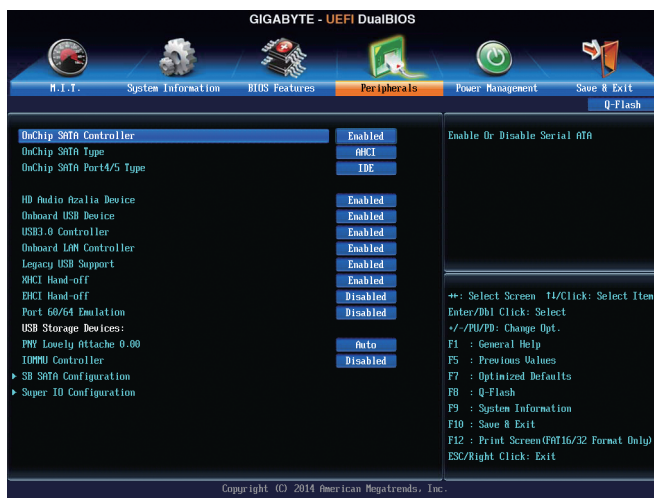 GIGABYTE - UEFI DualBIOS
M.I.T.
System Information
BIOS Features
Peripherals
Power Management
Save & Exit
Q-Flash
OnChip SATA Controller Enabled
OnChip SATA Type AHCI
OnChip SATA Port4/5 Type IDE
HD Audio Azalia Device Enabled
Onboard USB Device Enabled
USB3.0 Controller Enabled
Onboard LAN Controller Enabled
Legacy USB Support Enabled
XHCI Hand-off Enabled
EHCI Hand-off Disabled
Port 60/64 Emulation Disabled
USB Storage Devices:
PNY Lovely Attache 0.00 Auto
IOMMU Controller Disabled
SB SATA Configuration
Super IO Configuration
Enable Or Disable Serial ATA
→←: Select Screen ↑↓/Click: Select Item
Enter/Dbl Click: Select
+/-/PU/PD: Change Opt.
F1 : General Help
F5 : Previous Values
F7 : Optimized Defaults
F8 : Q-Flash
F9 : System Information
F10 : Save & Exit
F12 : Print Screen(FAT16/32 Format Only)
ESC/Right Click: Exit
Copyright (C) 2014 American Megatrends, Inc.